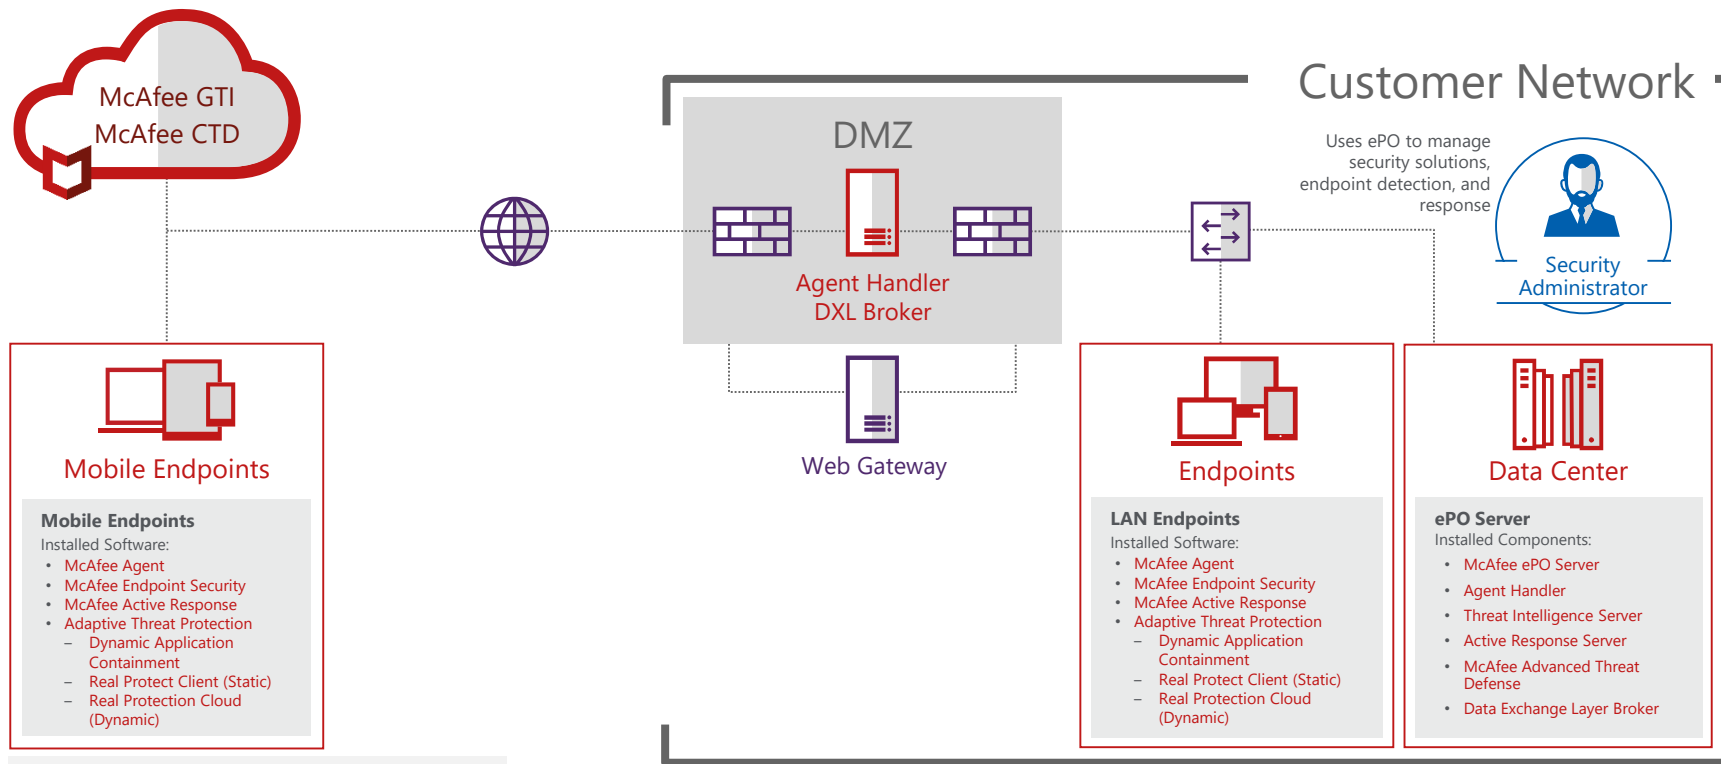 McAfee GTI
McAfee CTD
Customer Network
DMZ
Uses ePO to manage
security solutions,
endpoint detection, and
response
Security
Administrator
Agent Handler
DXL Broker
Web Gateway
Mobile Endpoints
Mobile Endpoints
Installed Software:
• McAfee Agent
• McAfee Endpoint Security
• McAfee Active Response
• Adaptive Threat Protection
– Dynamic Application
Containment
– Real Protect Client (Static)
– Real Protection Cloud
(Dynamic)
Endpoints
LAN Endpoints
Installed Software:
• McAfee Agent
• McAfee Endpoint Security
• McAfee Active Response
• Adaptive Threat Protection
– Dynamic Application
Containment
– Real Protect Client (Static)
– Real Protection Cloud
(Dynamic)
Data Center
ePO Server
Installed Components:
• McAfee ePO Server
• Agent Handler
• Threat Intelligence Server
• Active Response Server
• McAfee Advanced Threat
Defense
• Data Exchange Layer Broker